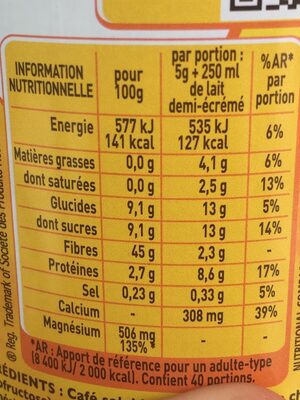 INFORMATION NUTRITIONNELLE pour 100g par portion : 5g + 250 ml de lait demi-écrémé %AR* par portion
Energie 577 kJ 141 kcal 535 kJ 127 kcal 6%
Matières grasses 0,0 g 4,1 g 6%
dont saturées 0,0 g 2,5 g 13%
Glucides 9,1 g 13 g 5%
dont sucres 9,1 g 13 g 14%
Fibres 45 g 2,3 g -
Protéines 2,7 g 8,6 g 17%
Sel 0,23 g 0,33 g 5%
Calcium - 308 mg 39%
Magnésium 506 mg 135% * - -
*AR : Apport de référence pour un adulte-type
(8 400 kJ/ 2 000 kcal). Contient 40 portions.
® Reg. Trademark of Société des Produits